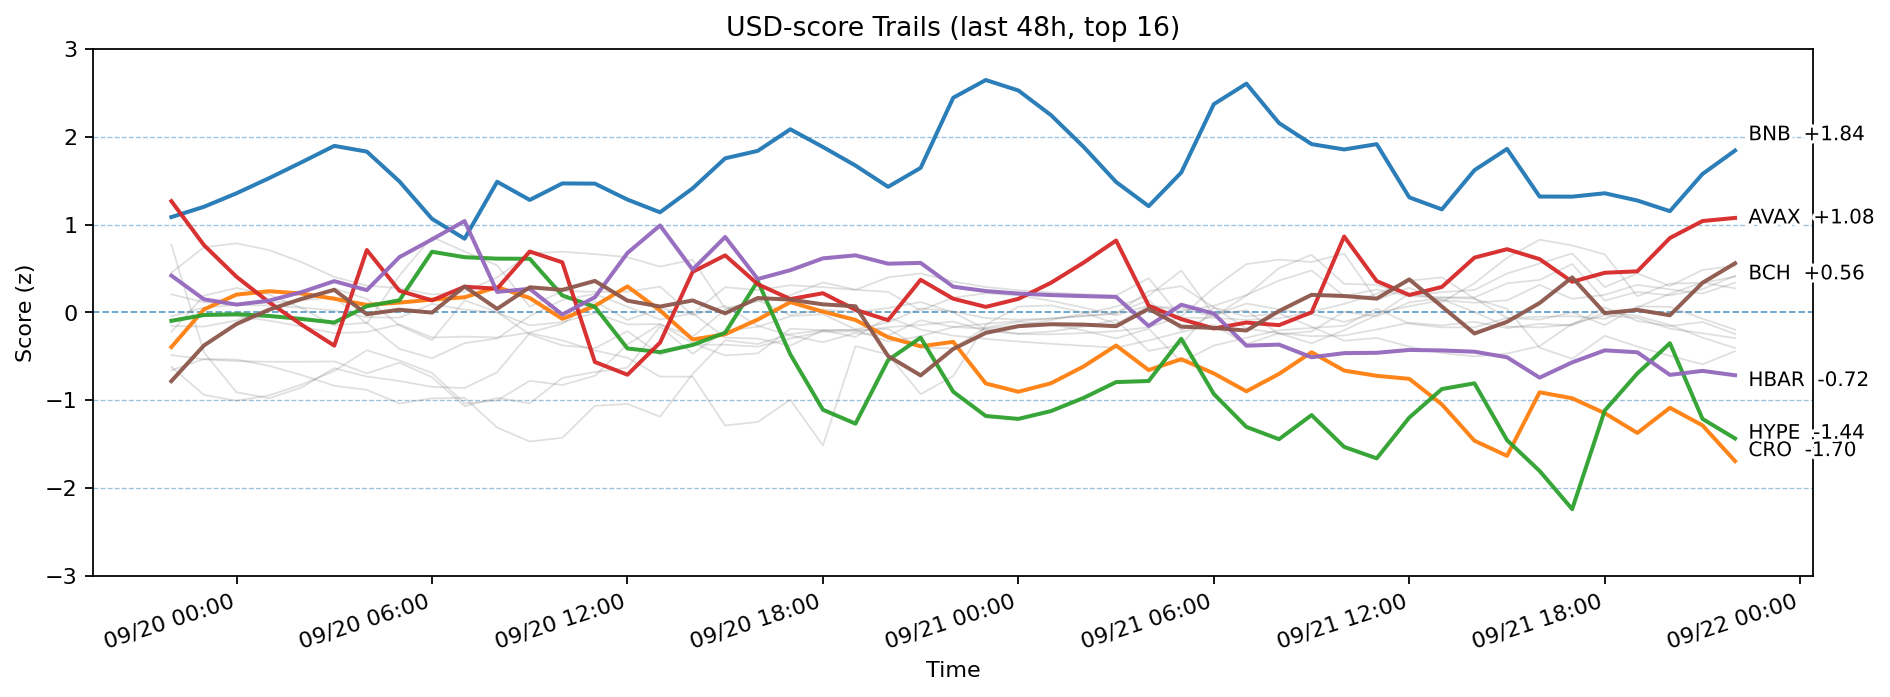 USD-score Trails (last 48h, top 16)
Score (z)
3
2
1
0
−1
−2
−3
BNB +1.84
AVAX +1.08
BCH +0.56
HBAR -0.72
HYPE -1.44
CRO -1.70
09/20 00:00
09/20 06:00
09/20 12:00
09/20 18:00
09/21 00:00
09/21 06:00
09/21 12:00
09/21 18:00
09/22 00:00
Time